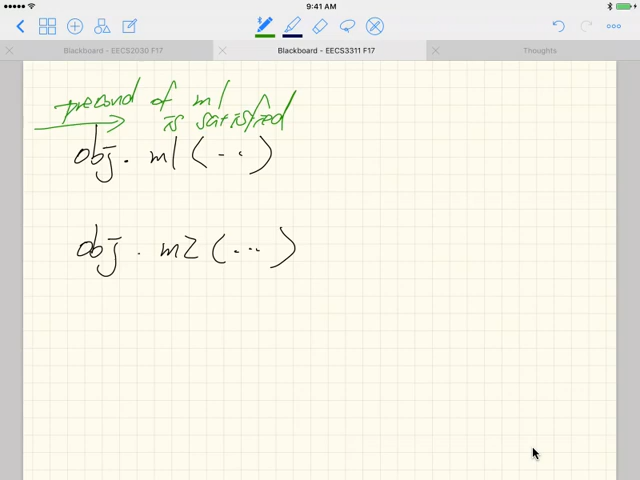 9:41 AM
Blackboard - EECS2030 F17
Blackboard - EECS3311 F17
Thoughts
precond of m1
is satisfied
obj. m1 (...)
obj. m2 (...)